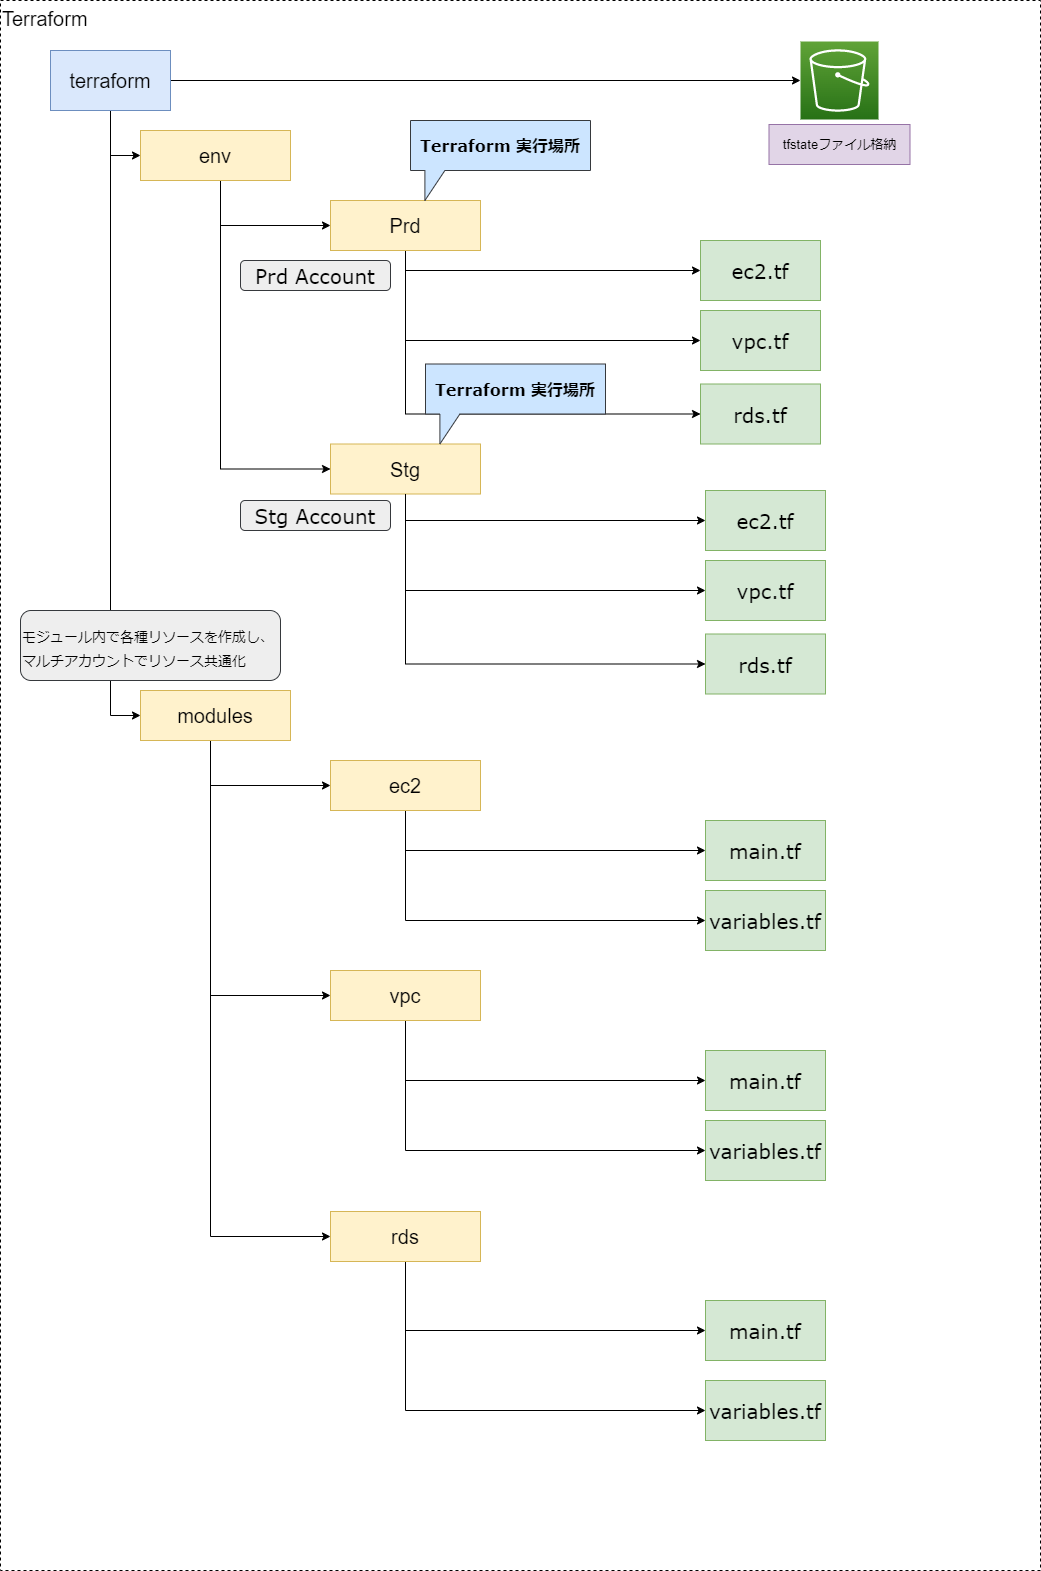 Terraform
terraform
tfstateファイル格納
env
Terraform 実行場所
Prd
Prd Account
ec2.tf
vpc.tf
Terraform 実行場所
rds.tf
Stg
Stg Account
ec2.tf
vpc.tf
モジュール内で各種リソースを作成し、
マルチアカウントでリソース共通化
rds.tf
modules
ec2
main.tf
variables.tf
vpc
main.tf
variables.tf
rds
main.tf
variables.tf